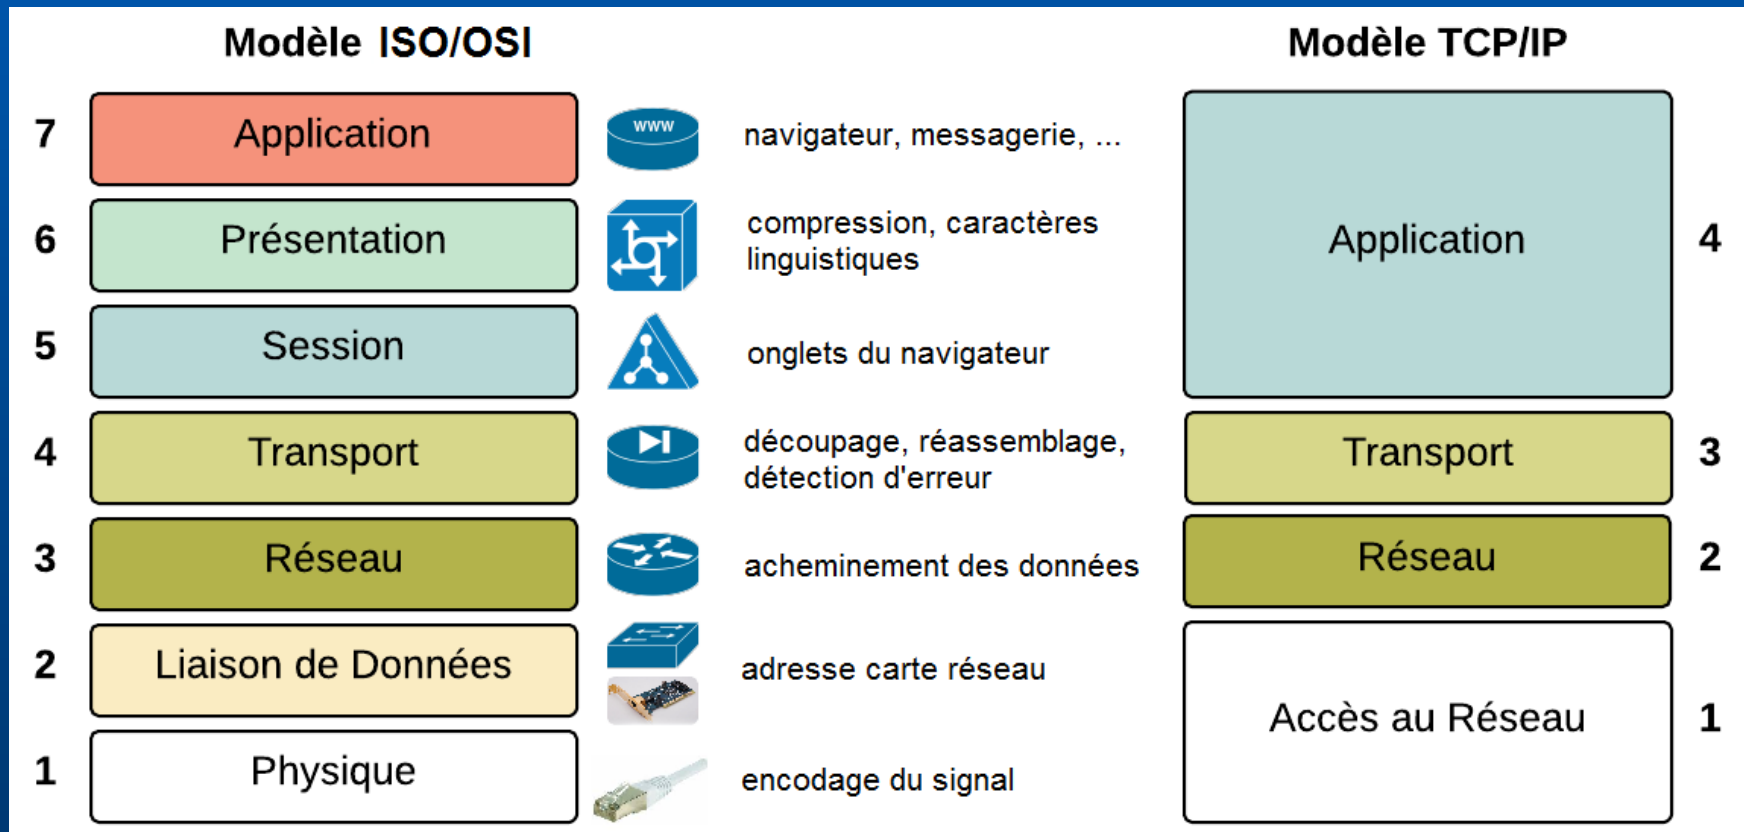 Modèle ISO/OSI
Modèle TCP/IP
7
Application
www
navigateur, messagerie, ...
6
Présentation
compression, caractères
linguistiques
Application
4
5
Session
onglets du navigateur
4
Transport
découpage, réassemblage,
détection d'erreur
Transport
3
3
Réseau
acheminement des données
Réseau
2
2
Liaison de Données
adresse carte réseau
Accès au Réseau
1
1
Physique
encodage du signal